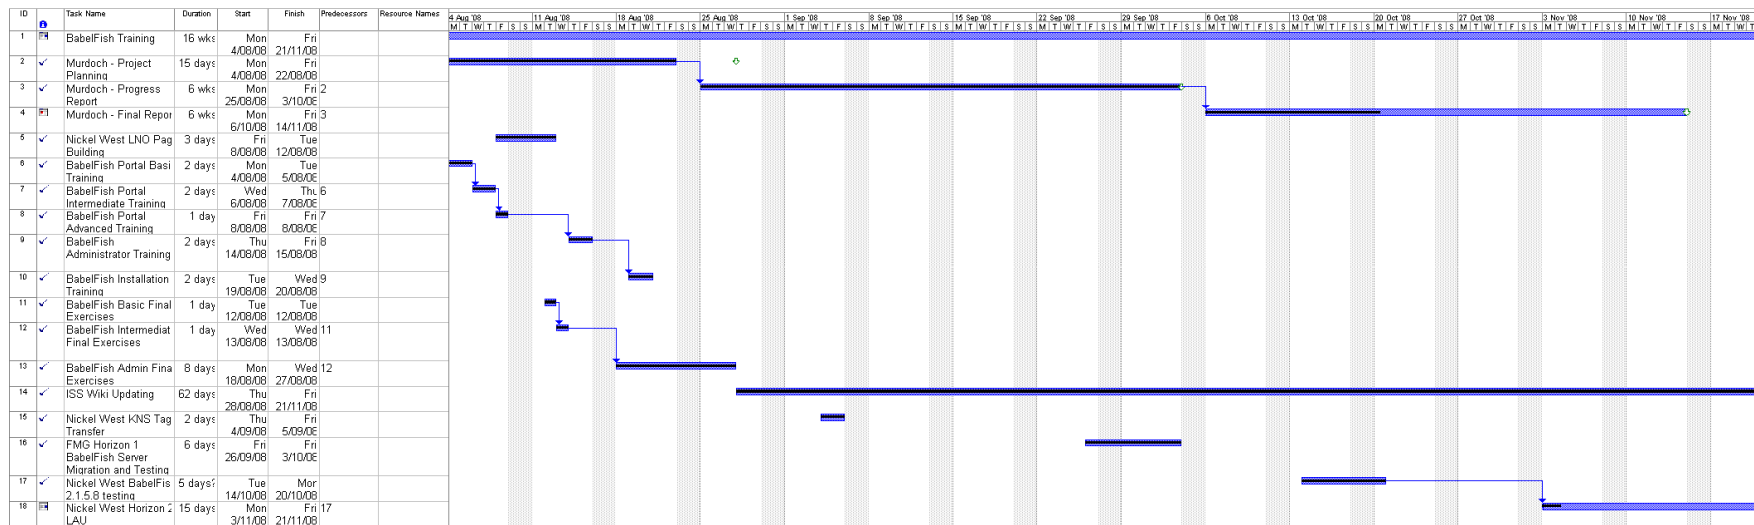 ID Task Name Duration Start Finish Predecessors Resource Names
4 Aug '08 11 Aug '08 18 Aug '08 25 Aug '08 1 Sep '08 8 Sep '08 15 Sep '08 22 Sep '08 29 Sep '08 6 Oct '08 13 Oct '08 20 Oct '08 27 Oct '08 3 Nov '08 10 Nov '08 17 Nov '08
M T W T F S S M T W T F S S M T W T F S S M T W T F S S M T W T F S S M T W T F S S M T W T F S S M T W T F S S M T W T F S S M T W T F S S M T W T F S S M T W T F S S M T W T F S S M T W T F S S M T W T F S S M T W T
1 BabelFish Training 16 wks Mon Fri
4/08/08 21/11/08
2 Murdoch - Project 15 days Mon Fri
Planning 4/08/08 22/08/08
3 Murdoch - Progress 6 wks Mon Fri 2
Report 25/08/08 3/10/08
4 Murdoch - Final Repor 6 wks Mon Fri 3
6/10/08 14/11/08
5 Nickel West LNO Pag 3 days Fri Tue
Building 8/08/08 12/08/08
6 BabelFish Portal Basi 2 days Mon Tue
Training 4/08/08 5/08/08
7 BabelFish Portal 2 days Wed Thu 6
Intermediate Training 6/08/08 7/08/08
8 BabelFish Portal 1 day Fri Fri 7
Advanced Training 8/08/08 8/08/08
9 BabelFish 2 days Thu Fri 8
Administrator Training 14/08/08 15/08/08
10 BabelFish Installation 2 days Tue Wed 9
Training 19/08/08 20/08/08
11 BabelFish Basic Final 1 day Tue Tue
Exercises 12/08/08 12/08/08
12 BabelFish Intermediat 1 day Wed Wed 11
Final Exercises 13/08/08 13/08/08
13 BabelFish Admin Fina 8 days Mon Wed 12
Exercises 18/08/08 27/08/08
14 ISS Wiki Updating 62 days Thu Fri
28/08/08 21/11/08
15 Nickel West KNS Tag 2 days Thu Fri
Transfer 4/09/08 5/09/08
16 FMG Horizon 1 6 days Fri Fri
BabelFish Server 26/09/08 3/10/08
Migration and Testing
17 Nickel West BabelFis 5 days? Tue Mon
2.1.5.8 testing 14/10/08 20/10/08
18 Nickel West Horizon 2 15 days Mon Fri 17
LAU 3/11/08 21/11/08